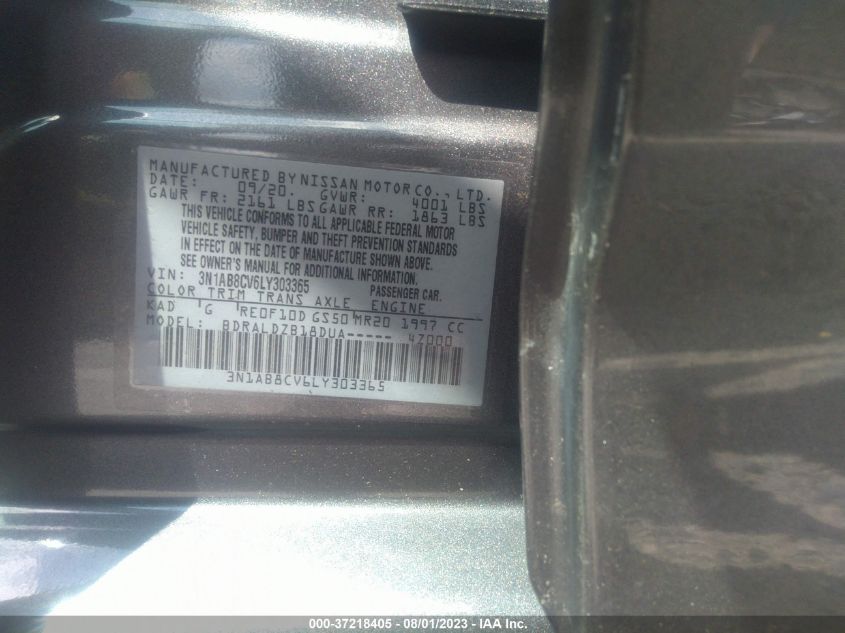 MANUFACTURED BY NISSAN MOTOR CO., LTD.
DATE: 09/20. GVWR: 4001 LBS
GAWR FR: 2161 LBS GAWR RR: 1863 LBS
THIS VEHICLE CONFORMS TO ALL APPLICABLE FEDERAL MOTOR
VEHICLE SAFETY, BUMPER AND THEFT PREVENTION STANDARDS
IN EFFECT ON THE DATE OF MANUFACTURE SHOWN ABOVE.
SEE OWNER'S MANUAL FOR ADDITIONAL INFORMATION.
VIN: 3N1AB8CV6LY303365 PASSENGER CAR.
COLOR TRIM TRANS AXLE ENGINE
KAD G RE0F10D GS50 MR20 1997 CC
MODEL: BDRALDZB18DUA----- 47000
3N1AB8CV6LY303365
000-37218405 - 08/01/2023 - IAA Inc.